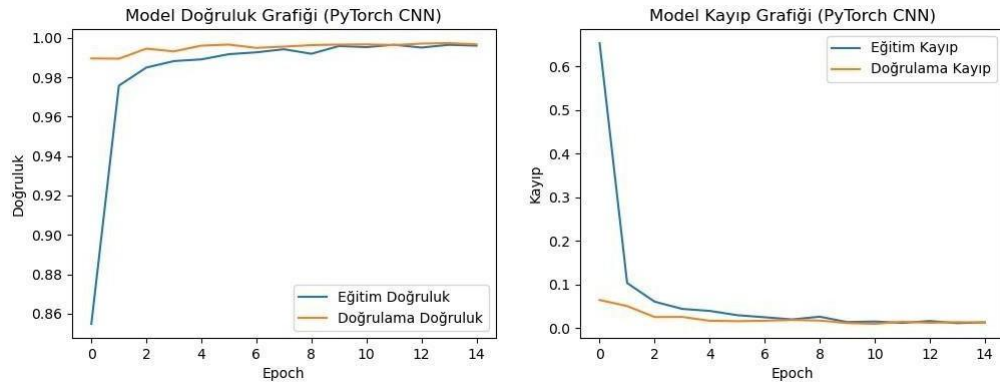 Model Doğruluk Grafiği (PyTorch CNN)
1.00
0.98
0.96
0.94
0.92
0.90
0.88
0.86
Doğruluk
Eğitim Doğruluk
Doğrulama Doğruluk
0 2 4 6 8 10 12 14
Epoch
Model Kayıp Grafiği (PyTorch CNN)
0.6
0.5
0.4
0.3
0.2
0.1
0.0
Kayıp
Eğitim Kayıp
Doğrulama Kayıp
0 2 4 6 8 10 12 14
Epoch